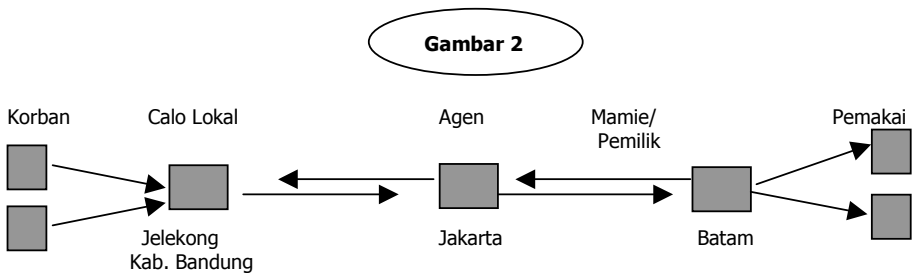 Gambar 2
Korban
Calo Lokal
Agen
Mamie/
Pemilik
Pemakai
Jelekong
Kab. Bandung
Jakarta
Batam